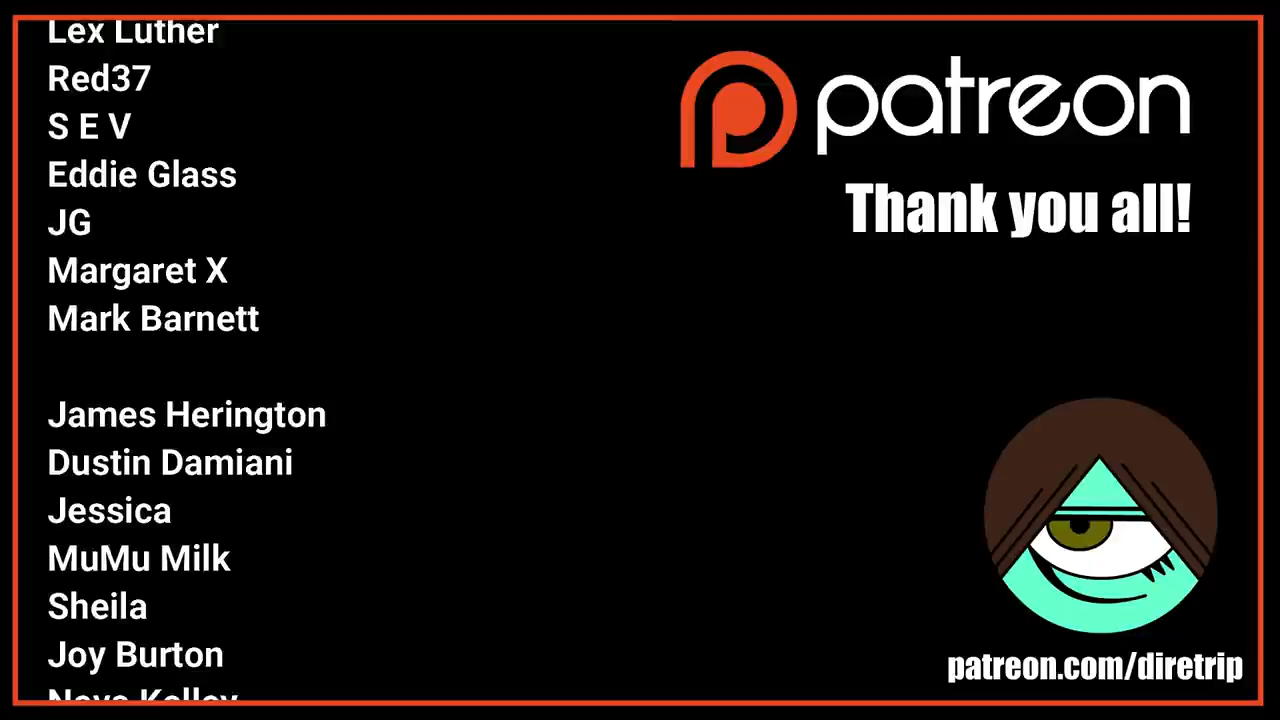 Lex Luther
Red37
S E V
Eddie Glass
JG
Margaret X
Mark Barnett
James Herington
Dustin Damiani
Jessica
MuMu Milk
Sheila
Joy Burton
patreon
Thank you all!
patreon.com/diretrip